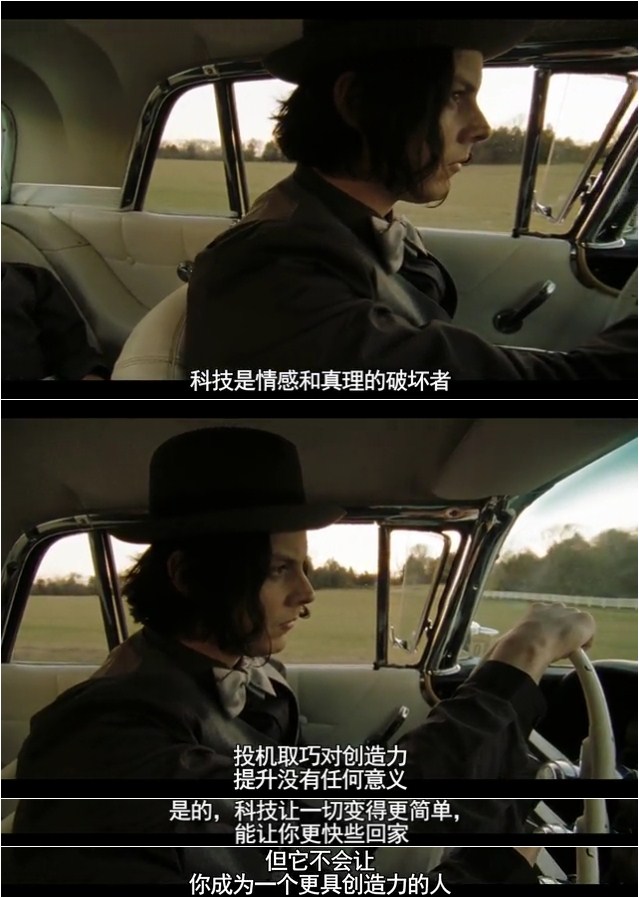 科技是情感和真理的破坏者
投机取巧对创造力
提升没有任何意义
是的，科技让一切变得更简单，
能让你更快些回家
但它不会让
你成为一个更具创造力的人